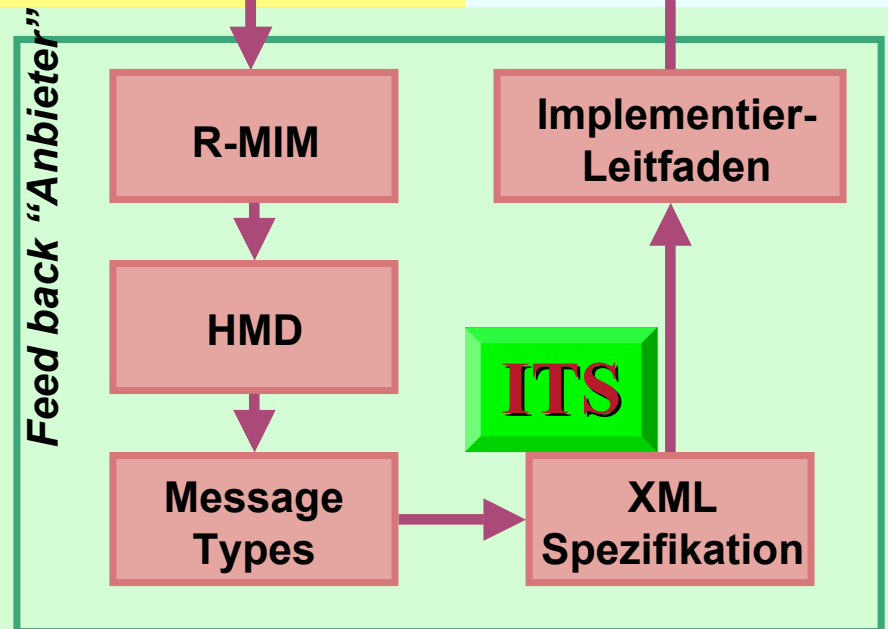 Feed back “Anbieter”
R-MIM
HMD
Message
Types
ITS
XML
Spezifikation
Implementier-
Leitfaden